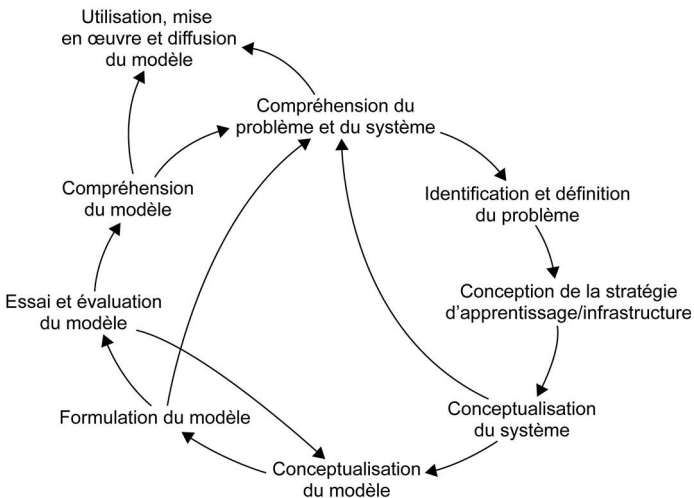 Utilisation, mise
en œuvre et diffusion
du modèle
Compréhension du
problème et du système
Compréhension
du modèle
Identification et définition
du problème
Essai et évaluation
du modèle
Conception de la stratégie
d’apprentissage/infrastructure
Formulation du modèle
Conceptualisation
du système
Conceptualisation
du modèle